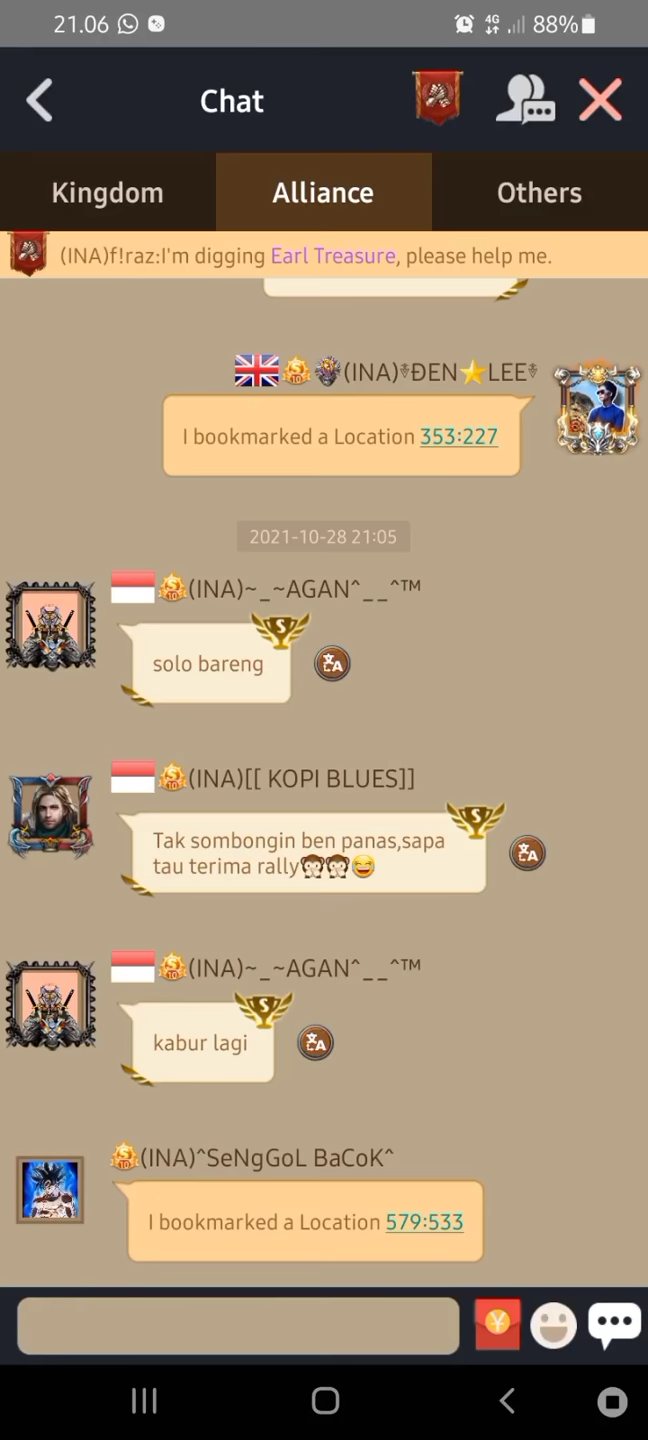 21.06
4G
88%
Chat
Kingdom
Alliance
Others
(INA)f!raz:I'm digging Earl Treasure, please help me.
(INA)ĐEN⭐LEE
I bookmarked a Location 353:227
2021-10-28 21:05
(INA)~_~AGAN^__^™
solo bareng
(INA)[[ KOPI BLUES]]
Tak sombongin ben panas,sapa
tau terima rally🙊🙊😂
(INA)~_~AGAN^__^™
kabur lagi
(INA)^SeNgGoL BaCoK^
I bookmarked a Location 579:533